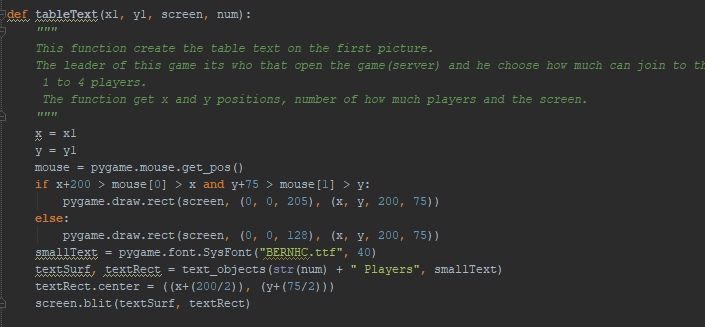 def tableText(x1, y1, screen, num):
"""
This function create the table text on the first picture.
The leader of this game its who that open the game(server) and he choose how much can join to th
1 to 4 players.
The function get x and y positions, number of how much players and the screen.
"""
x = x1
y = y1
mouse = pygame.mouse.get_pos()
if x+200 > mouse[0] > x and y+75 > mouse[1] > y:
pygame.draw.rect(screen, (0, 0, 205), (x, y, 200, 75))
else:
pygame.draw.rect(screen, (0, 0, 128), (x, y, 200, 75))
smallText = pygame.font.SysFont("BERNHC.ttf", 40)
textSurf, textRect = text_objects(str(num) + " Players", smallText)
textRect.center = ((x+(200/2)), (y+(75/2)))
screen.blit(textSurf, textRect)